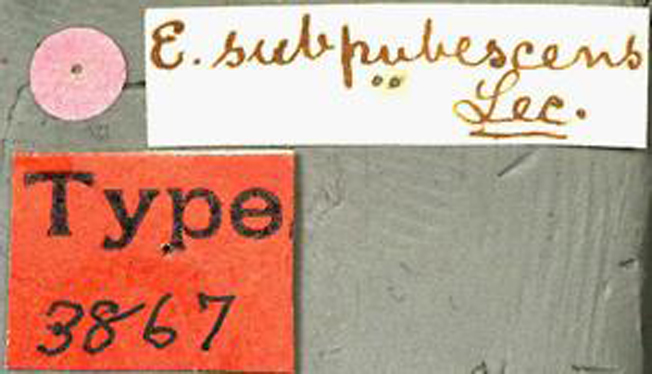 E. subpubescens
Lec.
Type
3867